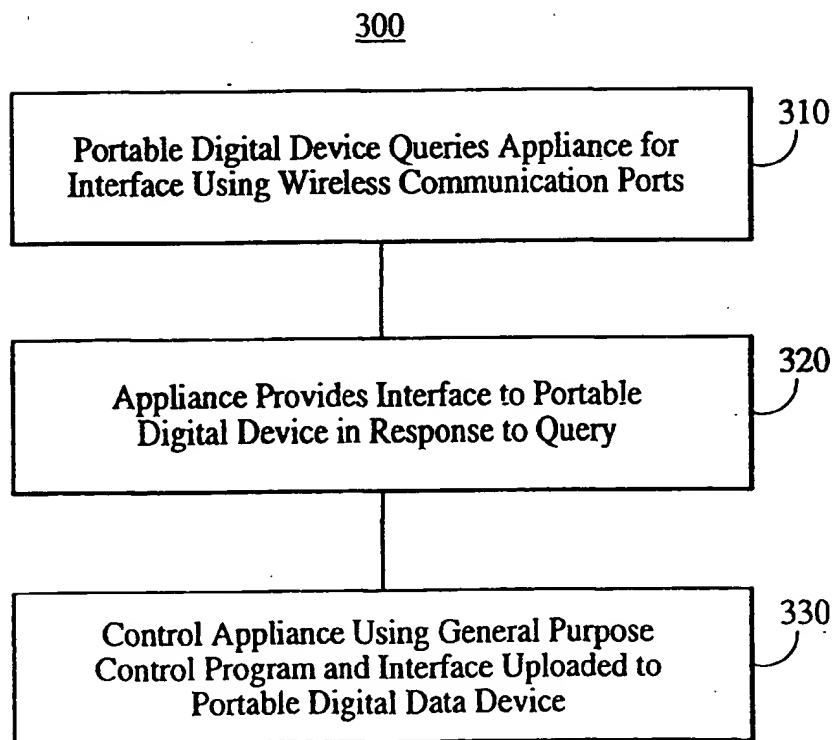 300
310
Portable Digital Device Queries Appliance for
Interface Using Wireless Communication Ports
320
Appliance Provides Interface to Portable
Digital Device in Response to Query
330
Control Appliance Using General Purpose
Control Program and Interface Uploaded to
Portable Digital Data Device